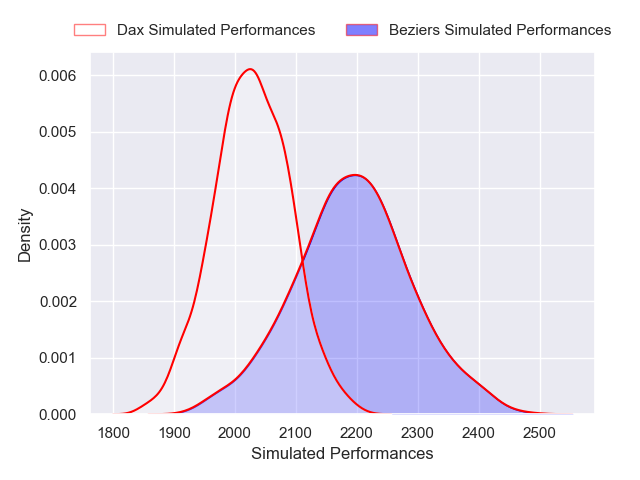 Dax Simulated Performances
Beziers Simulated Performances
0.006
0.005
0.004
0.003
0.002
0.001
0.000
Density
1800 1900 2000 2100 2200 2300 2400 2500
Simulated Performances